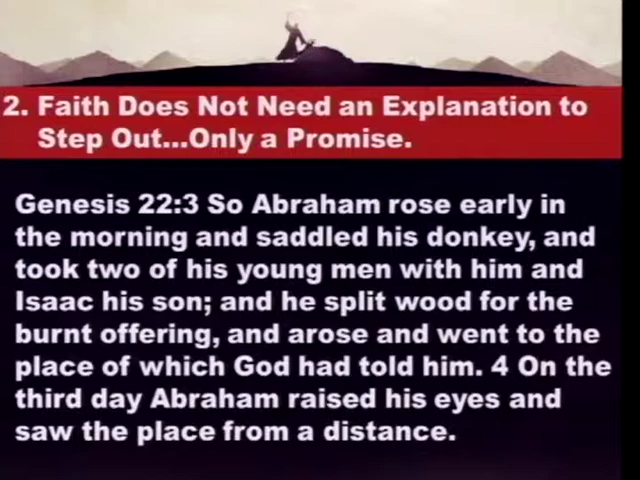 2. Faith Does Not Need an Explanation to
Step Out...Only a Promise.
Genesis 22:3 So Abraham rose early in
the morning and saddled his donkey, and
took two of his young men with him and
Isaac his son; and he split wood for the
burnt offering, and arose and went to the
place of which God had told him. 4 On the
third day Abraham raised his eyes and
saw the place from a distance.